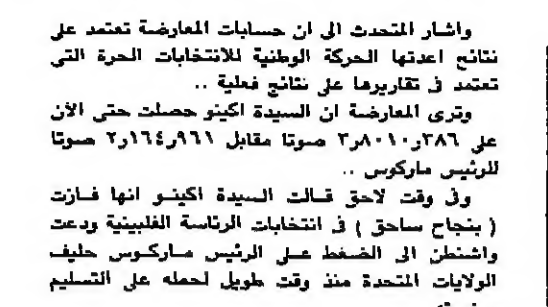 واشار المتحدث الى ان حسابات المعارضة تعتمد على
نتائج اعدتها الحركة الوطنية للانتخابات الحرة التي
تعتمد في تقاريرها على نتائج فعلية ..
وترى المعارضة ان السيدة اكينو حصلت حتى الآن
على ٣٨٦ر٨٠١٠ر٣ صوتا مقابل ٩٦١ر١٦٤ر٢ صوتا
للرئيس ماركوس ..
وفي وقت لاحق قالت السيدة اكينو انها فازت
( بنجاح ساحق ) في انتخابات الرئاسة الفلبينية ودعت
واشنطن الى الضغط على الرئيس ماركوس حليف
الولايات المتحدة منذ وقت طويل لحمله على التسليم